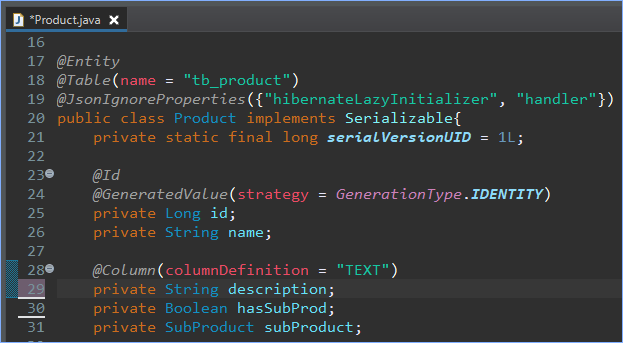 *Product.java
16
17 @Entity
18 @Table(name = "tb_product")
19 @JsonIgnoreProperties({"hibernateLazyInitializer", "handler"})
20 public class Product implements Serializable{
21 private static final long serialVersionUID = 1L;
22
23 @Id
24 @GeneratedValue(strategy = GenerationType.IDENTITY)
25 private Long id;
26 private String name;
27
28 @Column(columnDefinition = "TEXT")
29 private String description;
30 private Boolean hasSubProd;
31 private SubProduct subProduct;